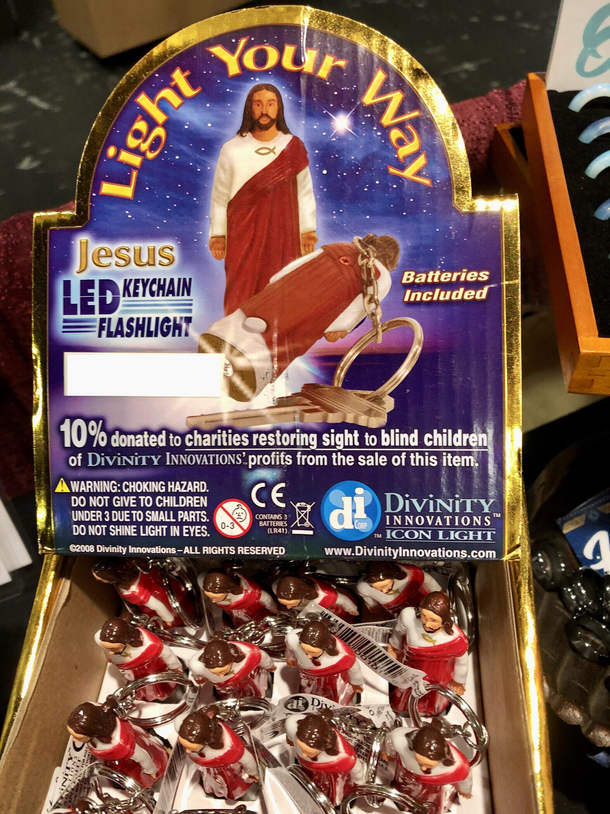 Light Your Way
Jesus
LED KEYCHAIN
FLASHLIGHT
Batteries
Included
10% donated to charities restoring sight to blind children
of DIVINITY INNOVATIONS' profits from the sale of this item.
WARNING: CHOKING HAZARD.
DO NOT GIVE TO CHILDREN
UNDER 3 DUE TO SMALL PARTS.
DO NOT SHINE LIGHT IN EYES.
0-3
CE
CONTAINS 3
BATTERIES
(LR41)
di
CORP
DIVINITY
INNOVATIONS™
™ ICON LIGHT
©2008 Divinity Innovations – ALL RIGHTS RESERVED
www.DivinityInnovations.com
di